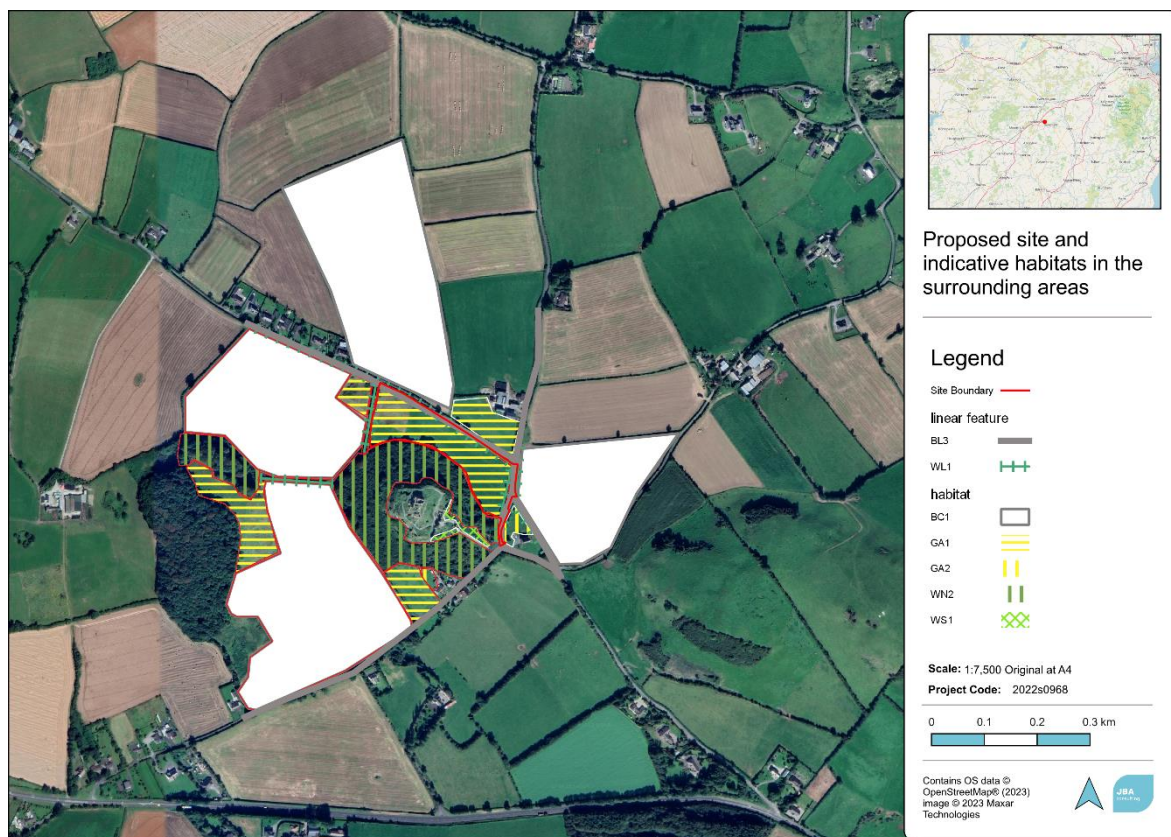 Proposed site and
indicative habitats in the
surrounding areas
Legend
Site Boundary
linear feature
BL3
WL1
habitat
BC1
GA1
GA2
WN2
WS1
Scale: 1:7,500 Original at A4
Project Code: 2022s0968
0 0.1 0.2 0.3 km
Contains OS data ©
OpenStreetMap® (2023)
image © 2023 Maxar
Technologies
JBA
consulting